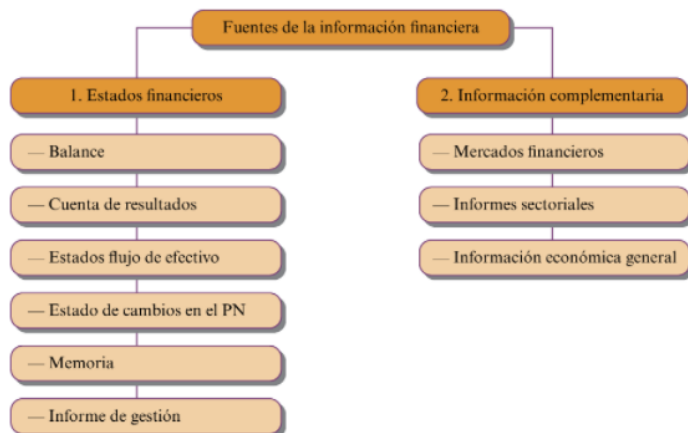 Fuentes de la información financiera
1. Estados financieros
— Balance
— Cuenta de resultados
— Estados flujo de efectivo
— Estado de cambios en el PN
— Memoria
— Informe de gestión
2. Información complementaria
— Mercados financieros
— Informes sectoriales
— Información económica general